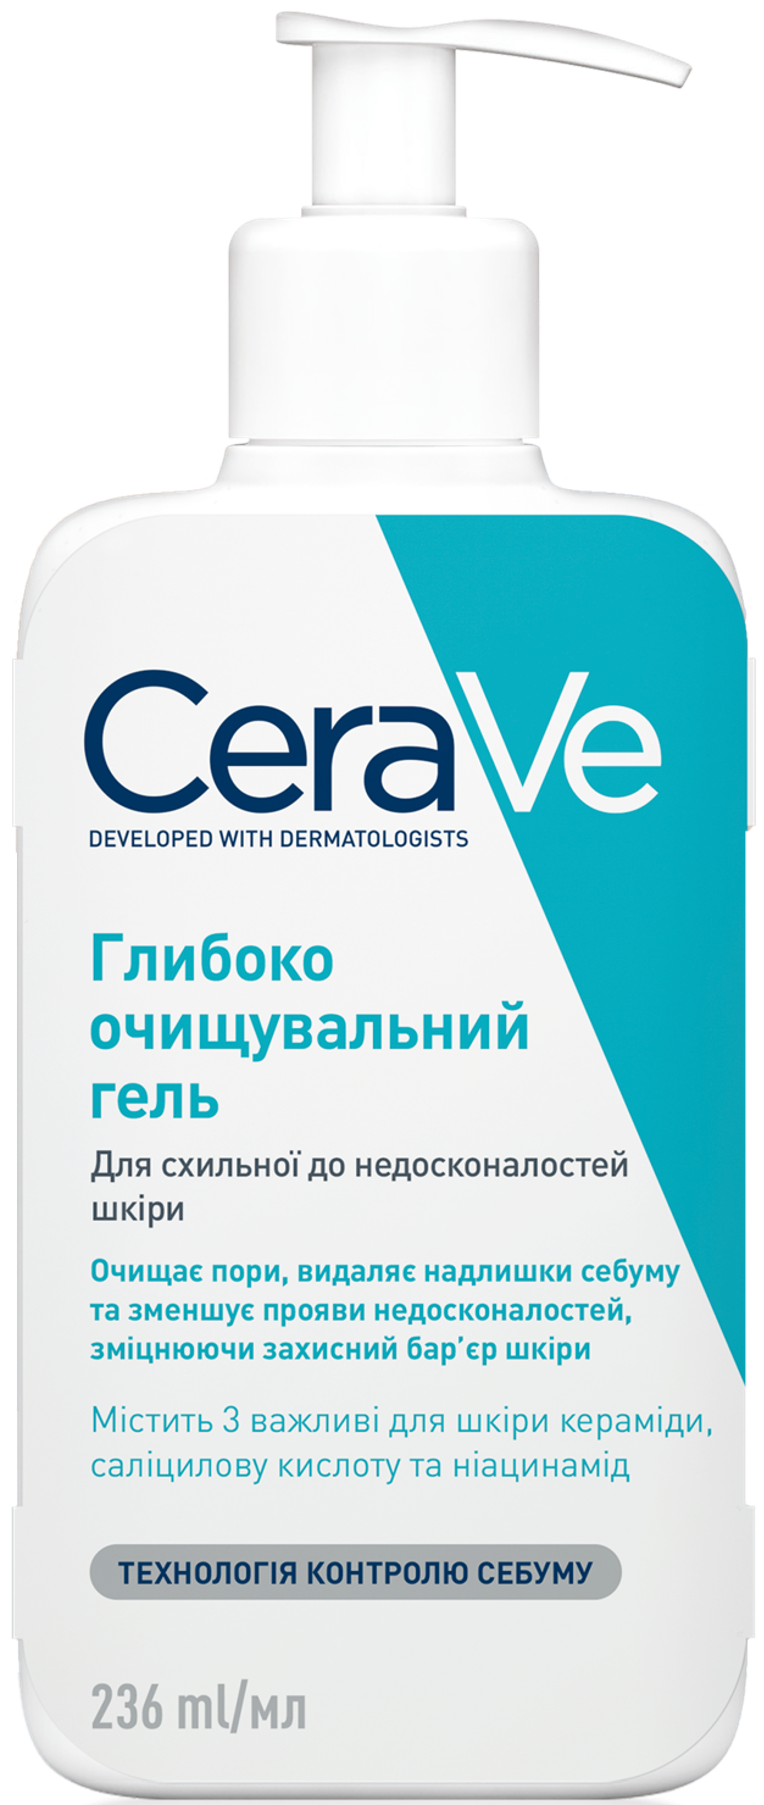 CeraVe
DEVELOPED WITH DERMATOLOGISTS
Глибоко
очищувальний
гель
Для схильної до недосконалостей
шкіри
Очищає пори, видаляє надлишки себуму
та зменшує прояви недосконалостей,
зміцнюючи захисний бар’єр шкіри
Містить 3 важливі для шкіри кераміди,
саліцилову кислоту та ніацинамід
ТЕХНОЛОГІЯ КОНТРОЛЮ СЕБУМУ
236 ml/мл